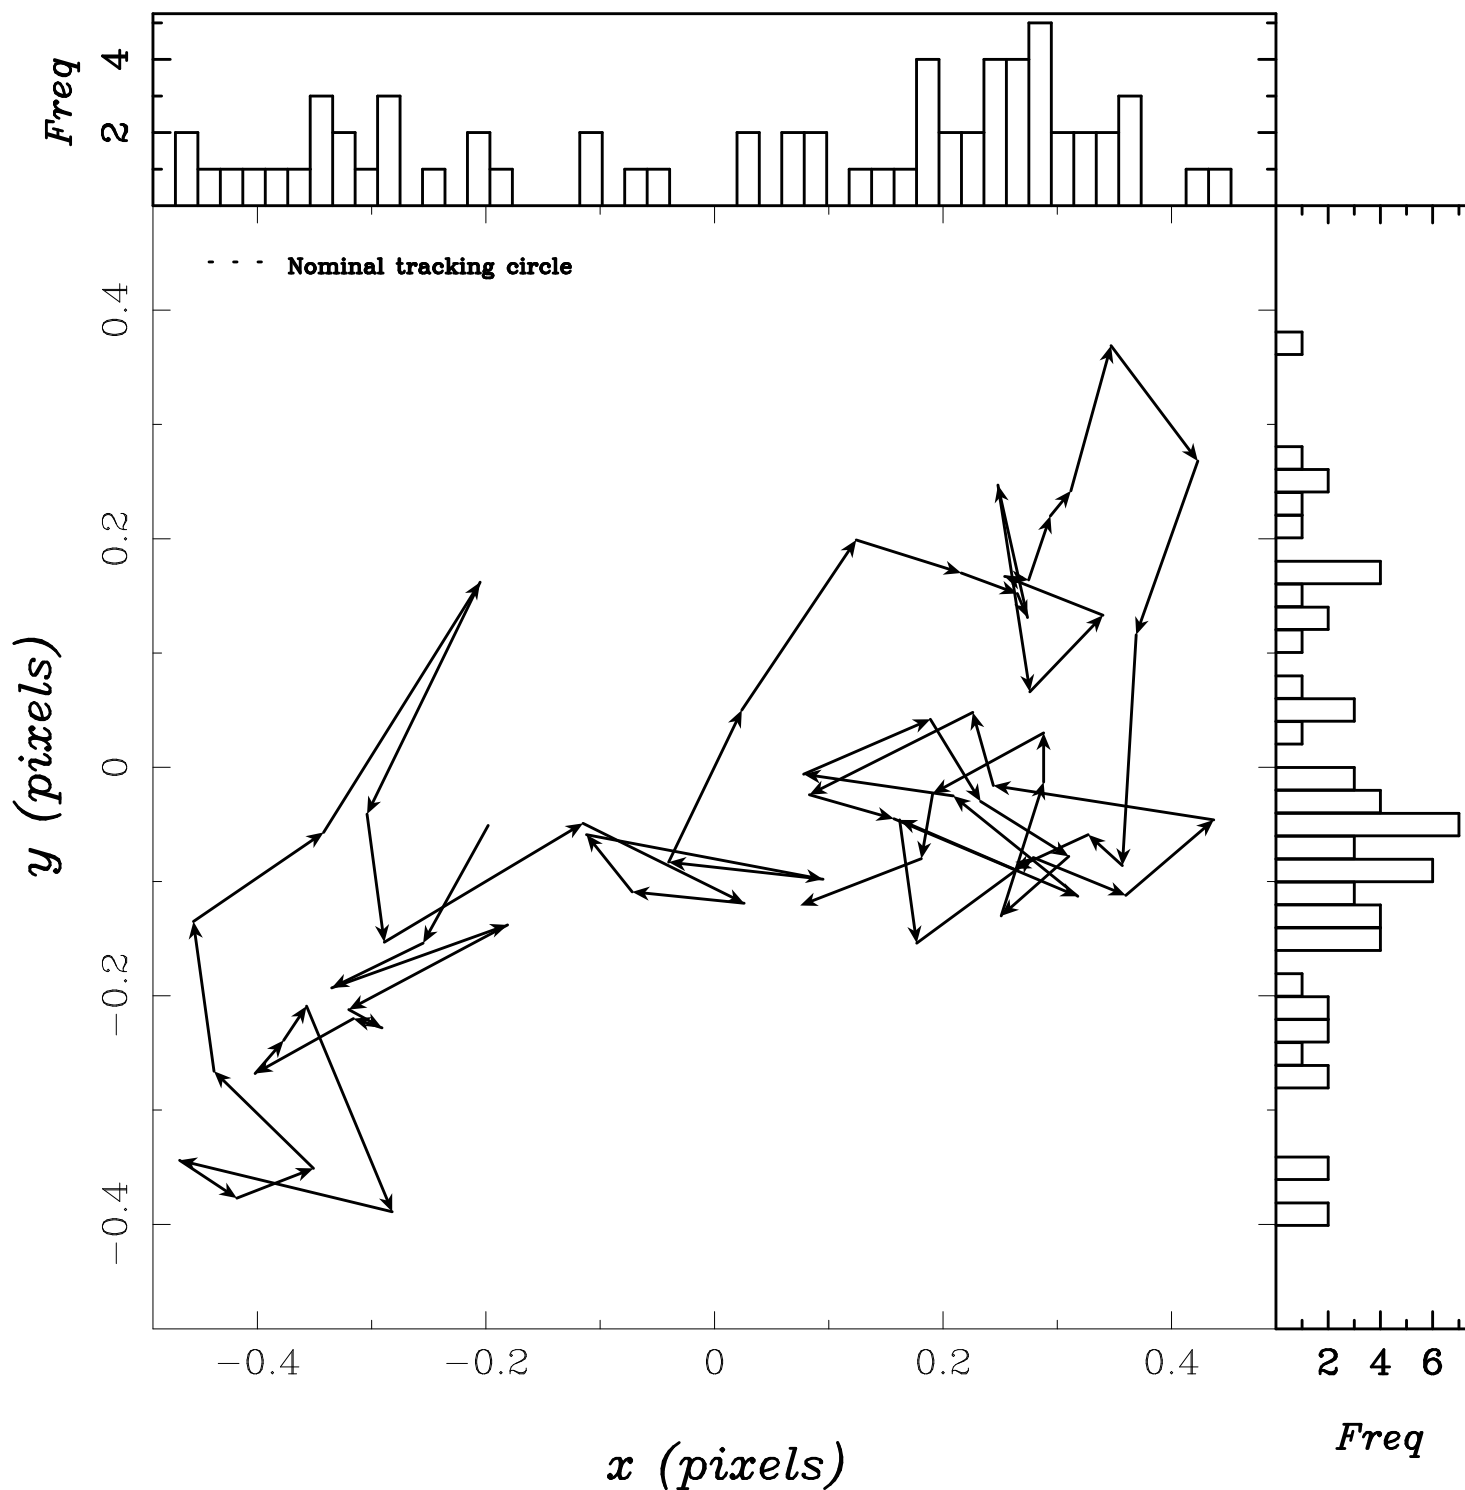 Freq
4
2
- - - Nominal tracking circle
0.4
0.2
0
−0.2
−0.4
y (pixels)
−0.4 −0.2 0 0.2 0.4
2 4 6
x (pixels)
Freq